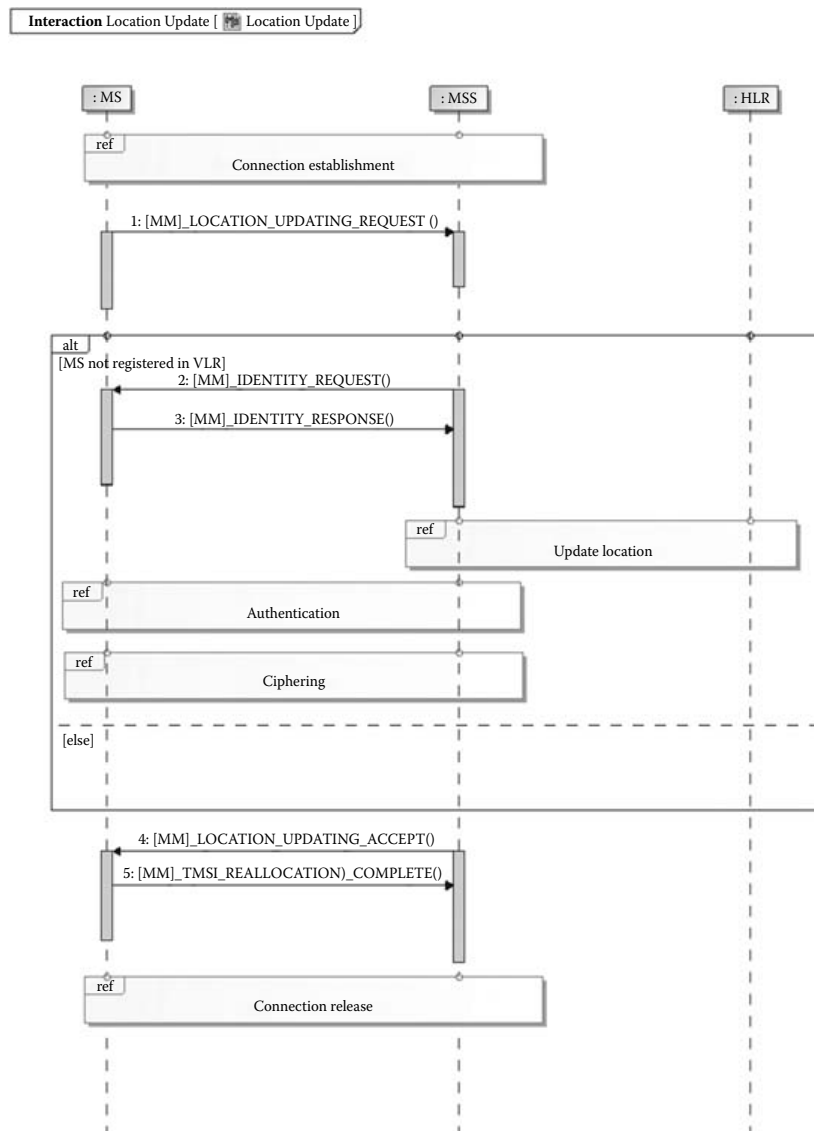 Interaction Location Update [ Location Update ]
: MS
: MSS
: HLR
ref
Connection establishment
1: [MM]_LOCATION_UPDATING_REQUEST ()
alt
[MS not registered in VLR]
2: [MM]_IDENTITY_REQUEST()
3: [MM]_IDENTITY_RESPONSE()
ref
Update location
ref
Authentication
ref
Ciphering
[else]
4: [MM]_LOCATION_UPDATING_ACCEPT()
5: [MM]_TMSI_REALLOCATION)_COMPLETE()
ref
Connection release